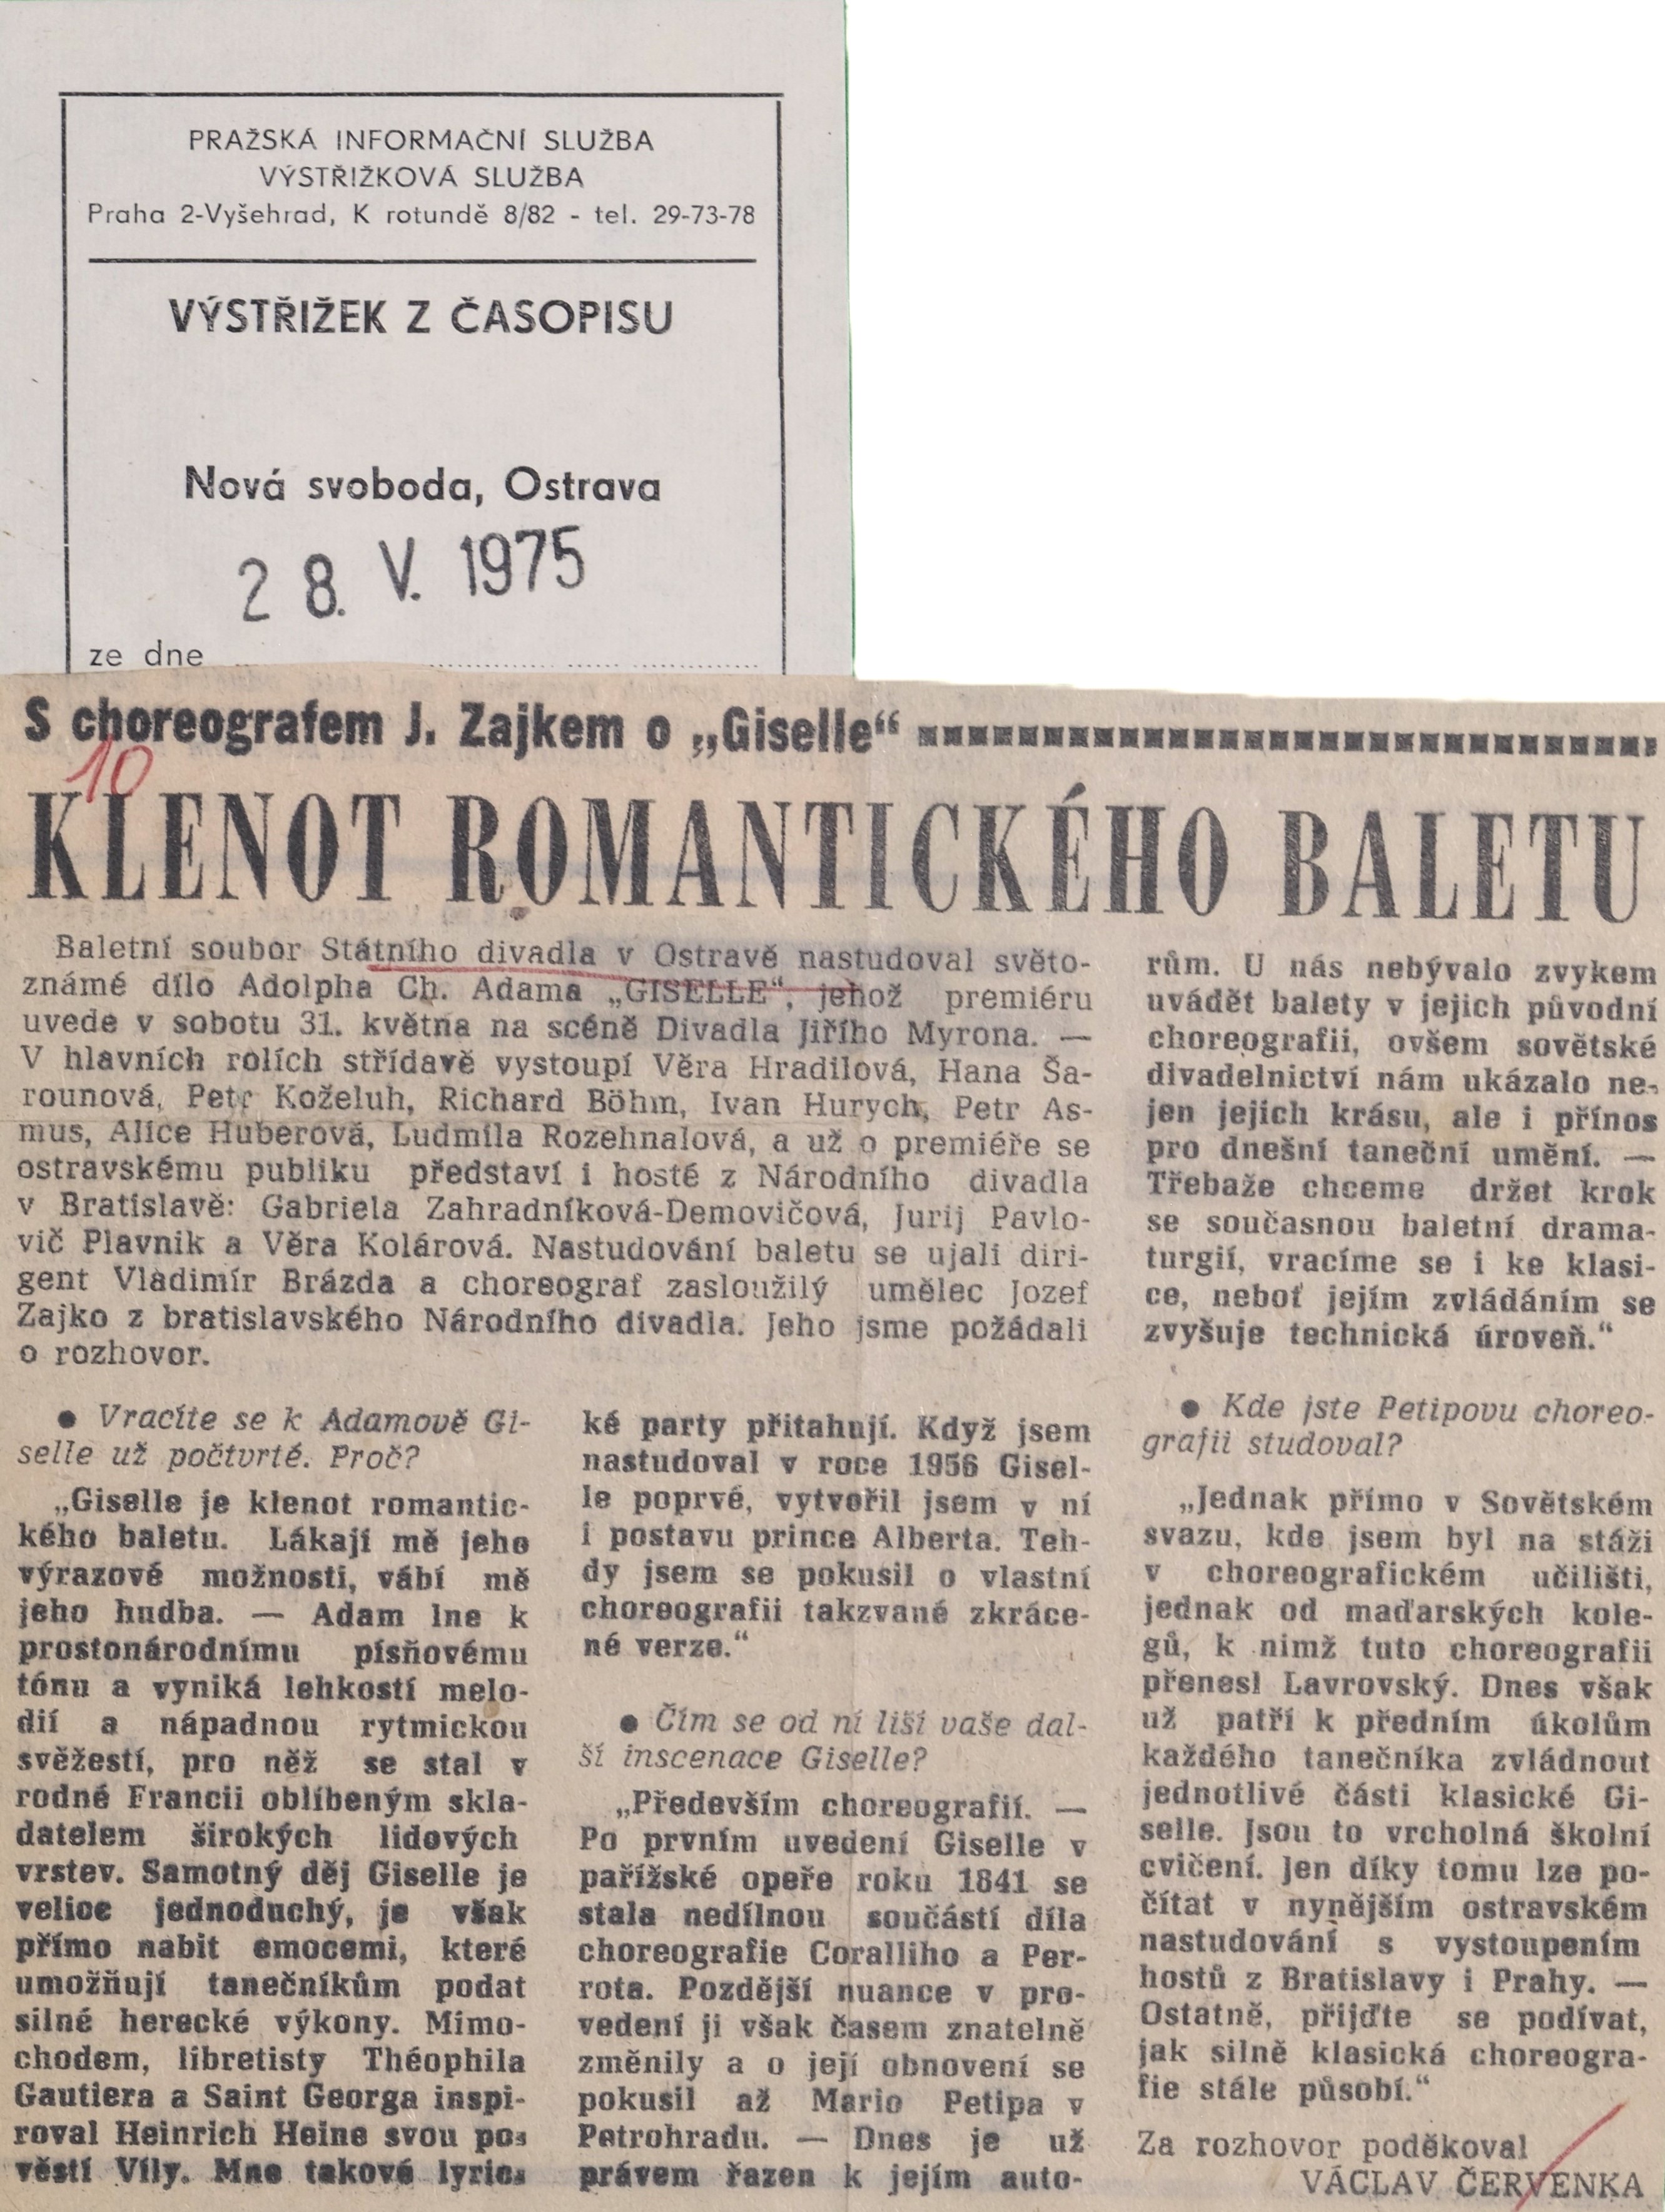 PRAŽSKÁ INFORMAČNÍ SLUŽBA
VÝSTŘIŽKOVÁ SLUŽBA
Praha 2-Vyšehrad, K rotundě 8/82 - tel. 29-73-78
VÝSTŘIŽEK Z ČASOPISU
Nová svoboda, Ostrava
28. V. 1975
ze dne
S choreografem J. Zajkem o „Giselle“
10
KLENOT ROMANTICKÉHO BALETU
Baletní soubor Státního divadla v Ostravě nastudoval světo-
známé dílo Adolpha Ch. Adama „GISELLE“, jehož premiéru
uvede v sobotu 31. května na scéně Divadla Jiřího Myrona. —
V hlavních rolích střídavě vystoupí Věra Hradilová, Hana Ša-
rounová, Petr Koželuh, Richard Böhm, Ivan Hurych, Petr As-
mus, Alice Huberová, Ludmila Rozehnalová, a už o premiéře se
ostravskému publiku představí i hosté z Národního divadla
v Bratislavě: Gabriela Zahradníková-Demovičová, Jurij Pavlo-
vič Plavnik a Věra Kolárová. Nastudování baletu se ujali diri-
gent Vladimír Brázda a choreograf zasloužilý umělec Jozef
Zajko z bratislavského Národního divadla. Jeho jsme požádali
o rozhovor.
● Vracíte se k Adamově Gi-
selle už počtvrté. Proč?
„Giselle je klenot romantic-
kého baletu. Lákají mě jeho
výrazové možnosti, vábí mě
jeho hudba. — Adam lne k
prostonárodnímu písňovému
tónu a vyniká lehkostí melo-
dií a nápadnou rytmickou
svěžestí, pro něž se stal v
rodné Francii oblíbeným skla-
datelem širokých lidových
vrstev. Samotný děj Giselle je
velice jednoduchý, je však
přímo nabit emocemi, které
umožňují tanečníkům podat
silné herecké výkony. Mimo-
chodem, libretisty Théophila
Gautiera a Saint Georga inspi-
roval Heinrich Heine svou po-
věstí Víly. Mne takové lyric-
ké party přitahují. Když jsem
nastudoval v roce 1956 Gisel-
le poprvé, vytvořil jsem v ní
i postavu prince Alberta. Teh-
dy jsem se pokusil o vlastní
choreografii takzvané zkráce-
né verze.“
● Čím se od ní liší vaše dal-
ší inscenace Giselle?
„Především choreografií. —
Po prvním uvedení Giselle v
pařížské opeře roku 1841 se
stala nedílnou součástí díla
choreografie Coralliho a Per-
rota. Pozdější nuance v pro-
vedení ji však časem znatelně
změnily a o její obnovení se
pokusil až Mario Petipa v
Petrohradu. — Dnes je už
právem řazen k jejím auto-
rům. U nás nebývalo zvykem
uvádět balety v jejich původní
choreografii, ovšem sovětské
divadelnictví nám ukázalo ne-
jen jejich krásu, ale i přínos
pro dnešní taneční umění. —
Třebaže chceme držet krok
se současnou baletní drama-
turgií, vracíme se i ke klasi-
ce, neboť jejím zvládáním se
zvyšuje technická úroveň.“
● Kde jste Petipovu choreo-
grafii studoval?
„Jednak přímo v Sovětském
svazu, kde jsem byl na stáži
v choreografickém učilišti,
jednak od maďarských kole-
gů, k nimž tuto choreografii
přenesl Lavrovský. Dnes však
už patří k předním úkolům
každého tanečníka zvládnout
jednotlivé části klasické Gi-
selle. Jsou to vrcholná školní
cvičení. Jen díky tomu lze po-
čítat v nynějším ostravském
nastudování s vystoupením
hostů z Bratislavy i Prahy. —
Ostatně, přijďte se podívat,
jak silně klasická choreogra-
fie stále působí.“
Za rozhovor poděkoval
VÁCLAV ČERVENKA